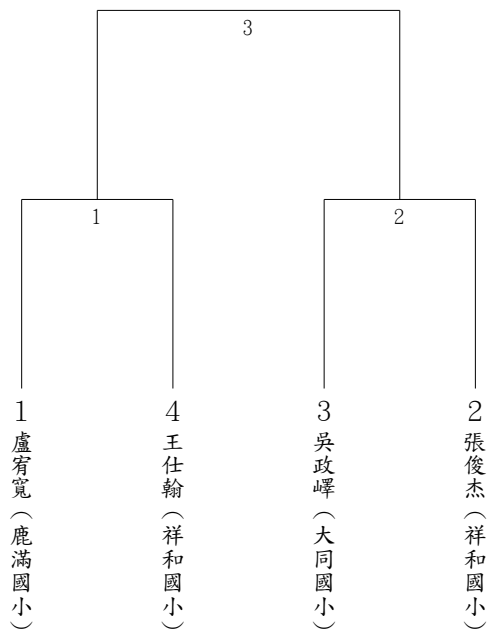 3
1
2
1 盧宥寬(鹿滿國小)
4 王仕翰(祥和國小)
3 吳政嶧(大同國小)
2 張俊杰(祥和國小)